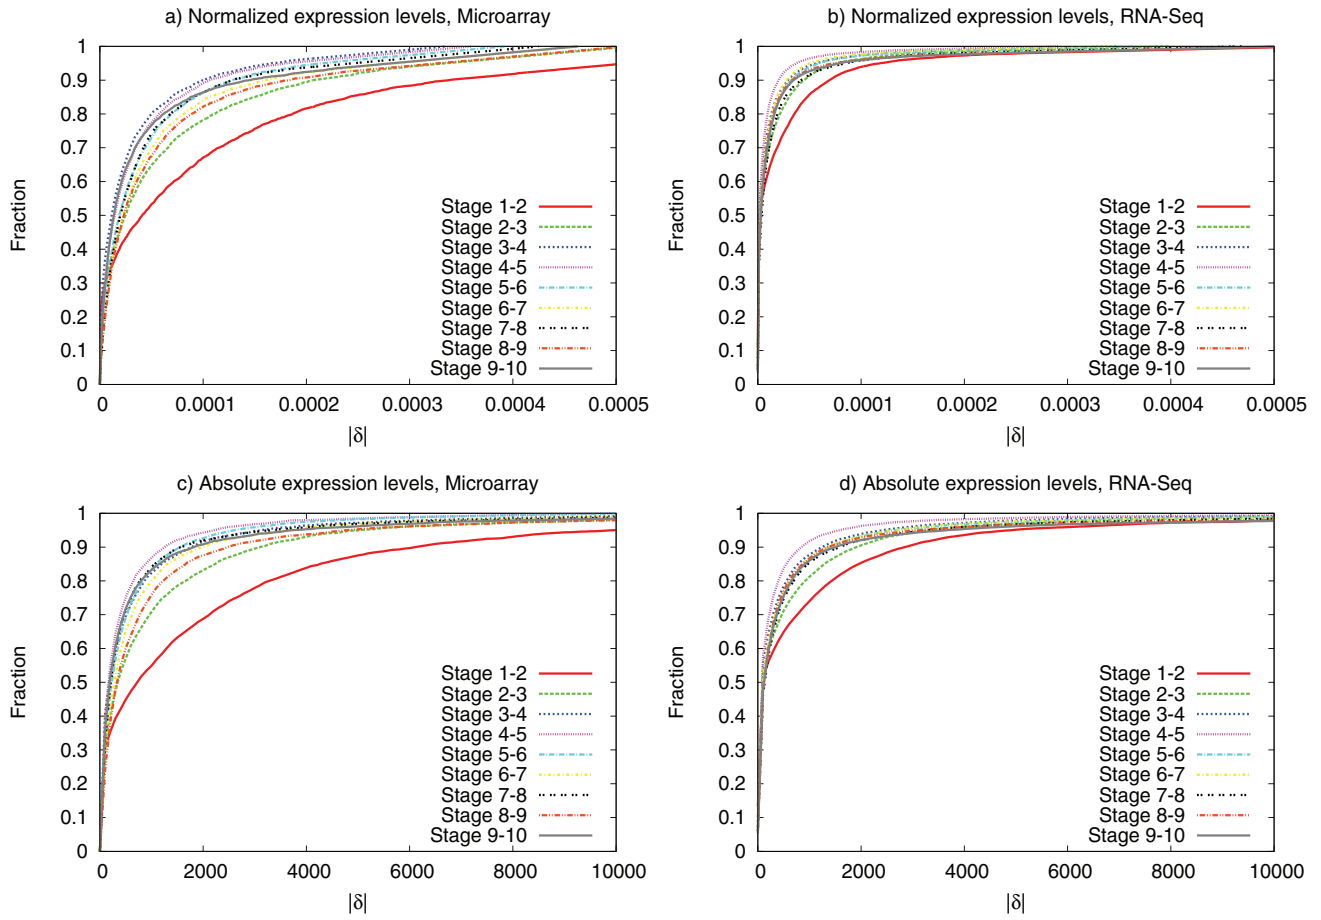 a) Normalized expression levels, Microarray
1
0.9
0.8
0.7
0.6
0.5
0.4
0.3
0.2
0.1
0
Fraction
Stage 1-2
Stage 2-3
Stage 3-4
Stage 4-5
Stage 5-6
Stage 6-7
Stage 7-8
Stage 8-9
Stage 9-10
0 0.0001 0.0002 0.0003 0.0004 0.0005
|δ|
b) Normalized expression levels, RNA-Seq
1
0.9
0.8
0.7
0.6
0.5
0.4
0.3
0.2
0.1
0
Fraction
Stage 1-2
Stage 2-3
Stage 3-4
Stage 4-5
Stage 5-6
Stage 6-7
Stage 7-8
Stage 8-9
Stage 9-10
0 0.0001 0.0002 0.0003 0.0004 0.0005
|δ|
c) Absolute expression levels, Microarray
1
0.9
0.8
0.7
0.6
0.5
0.4
0.3
0.2
0.1
0
Fraction
Stage 1-2
Stage 2-3
Stage 3-4
Stage 4-5
Stage 5-6
Stage 6-7
Stage 7-8
Stage 8-9
Stage 9-10
0 2000 4000 6000 8000 10000
|δ|
d) Absolute expression levels, RNA-Seq
1
0.9
0.8
0.7
0.6
0.5
0.4
0.3
0.2
0.1
0
Fraction
Stage 1-2
Stage 2-3
Stage 3-4
Stage 4-5
Stage 5-6
Stage 6-7
Stage 7-8
Stage 8-9
Stage 9-10
0 2000 4000 6000 8000 10000
|δ|